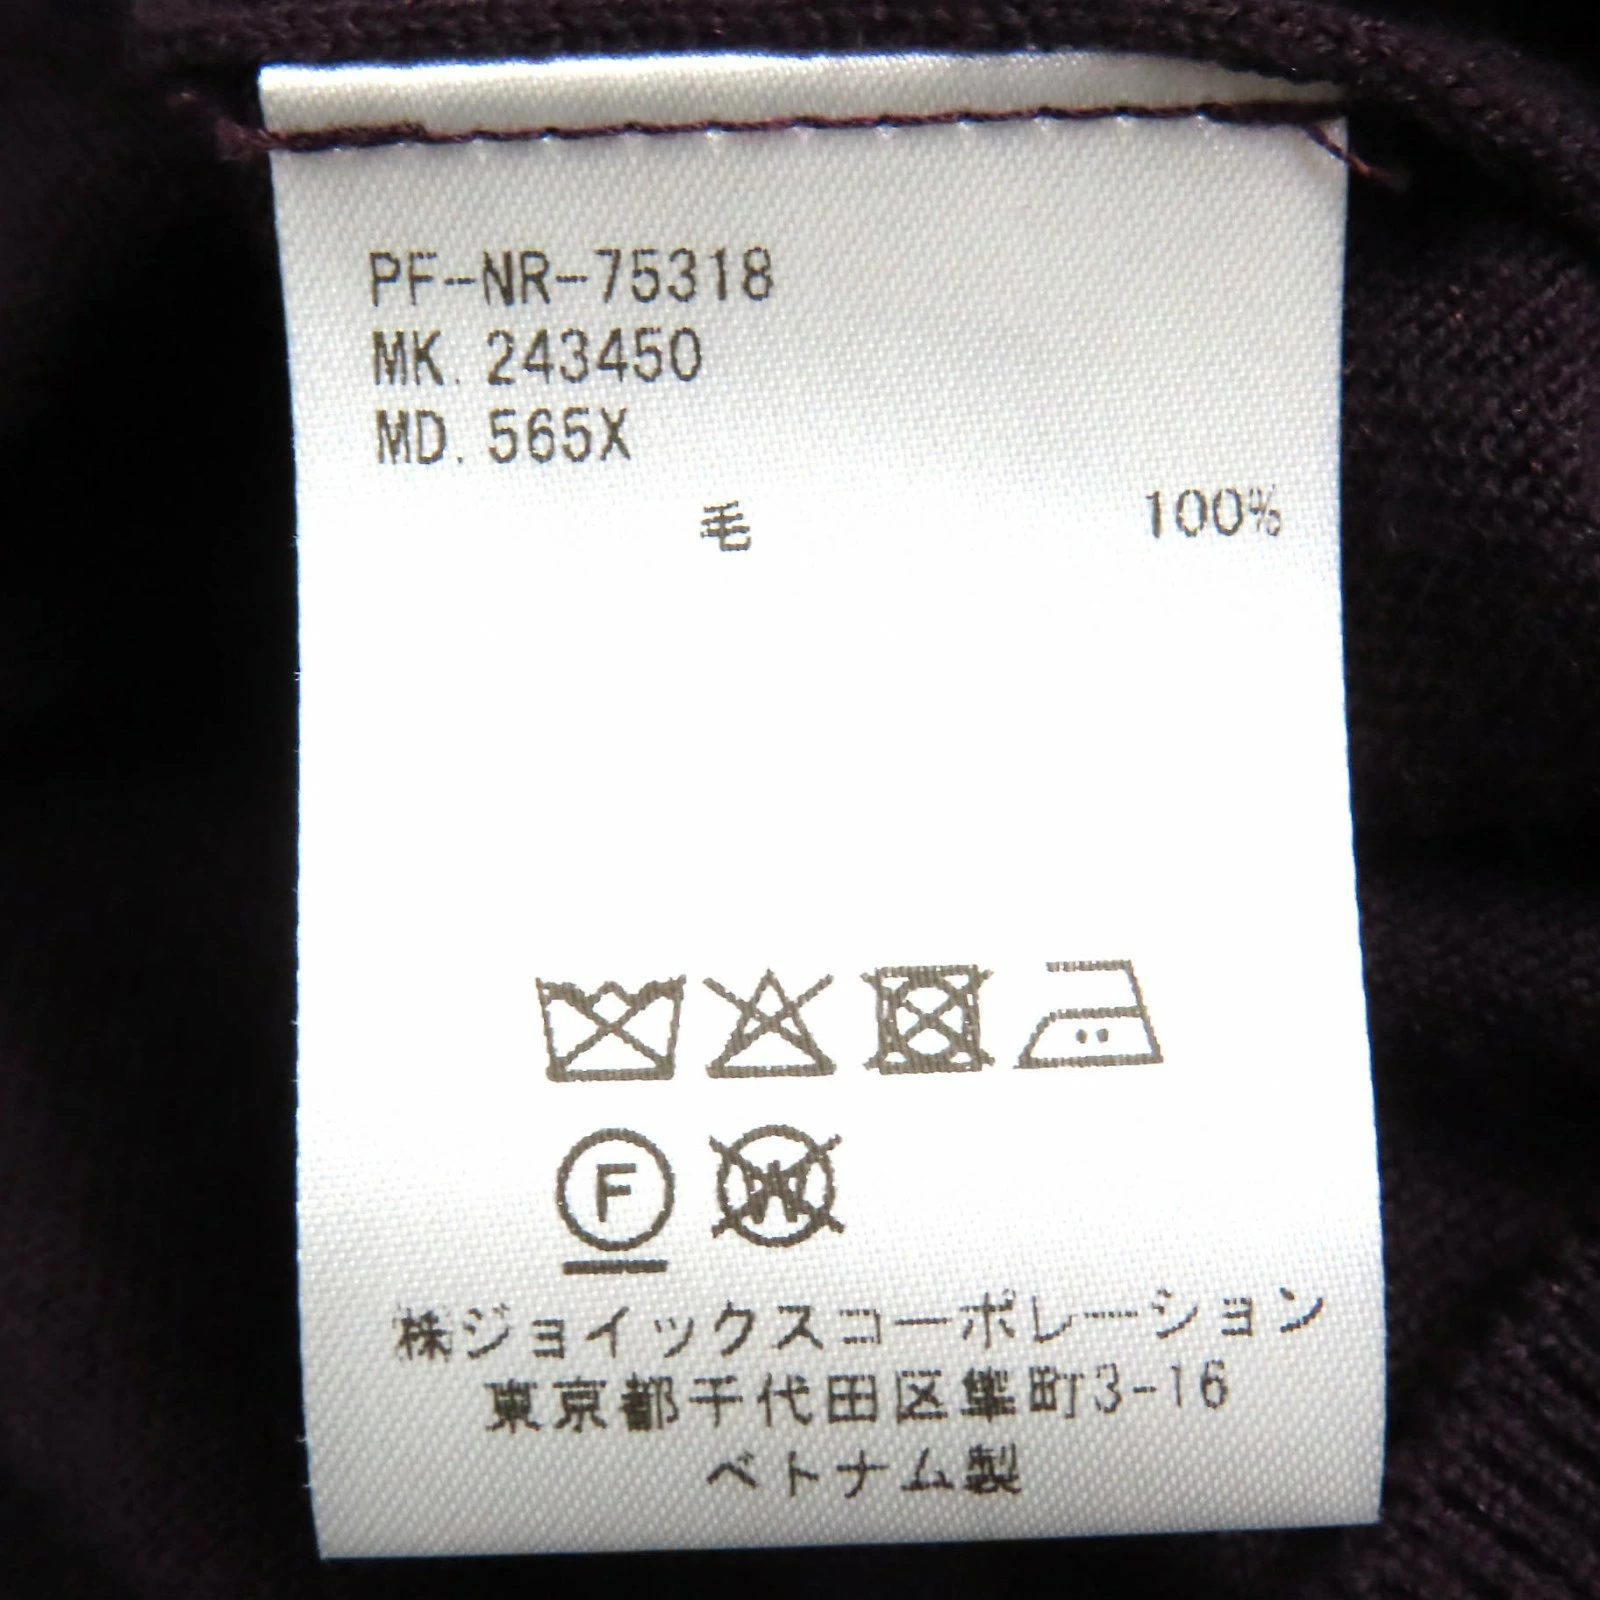 PF-NR-75318
MK. 243450
MD. 565X
毛 100%
F
W
株ジョイックスコーポレーション
東京都千代田区隼町3-16
ベトナム製